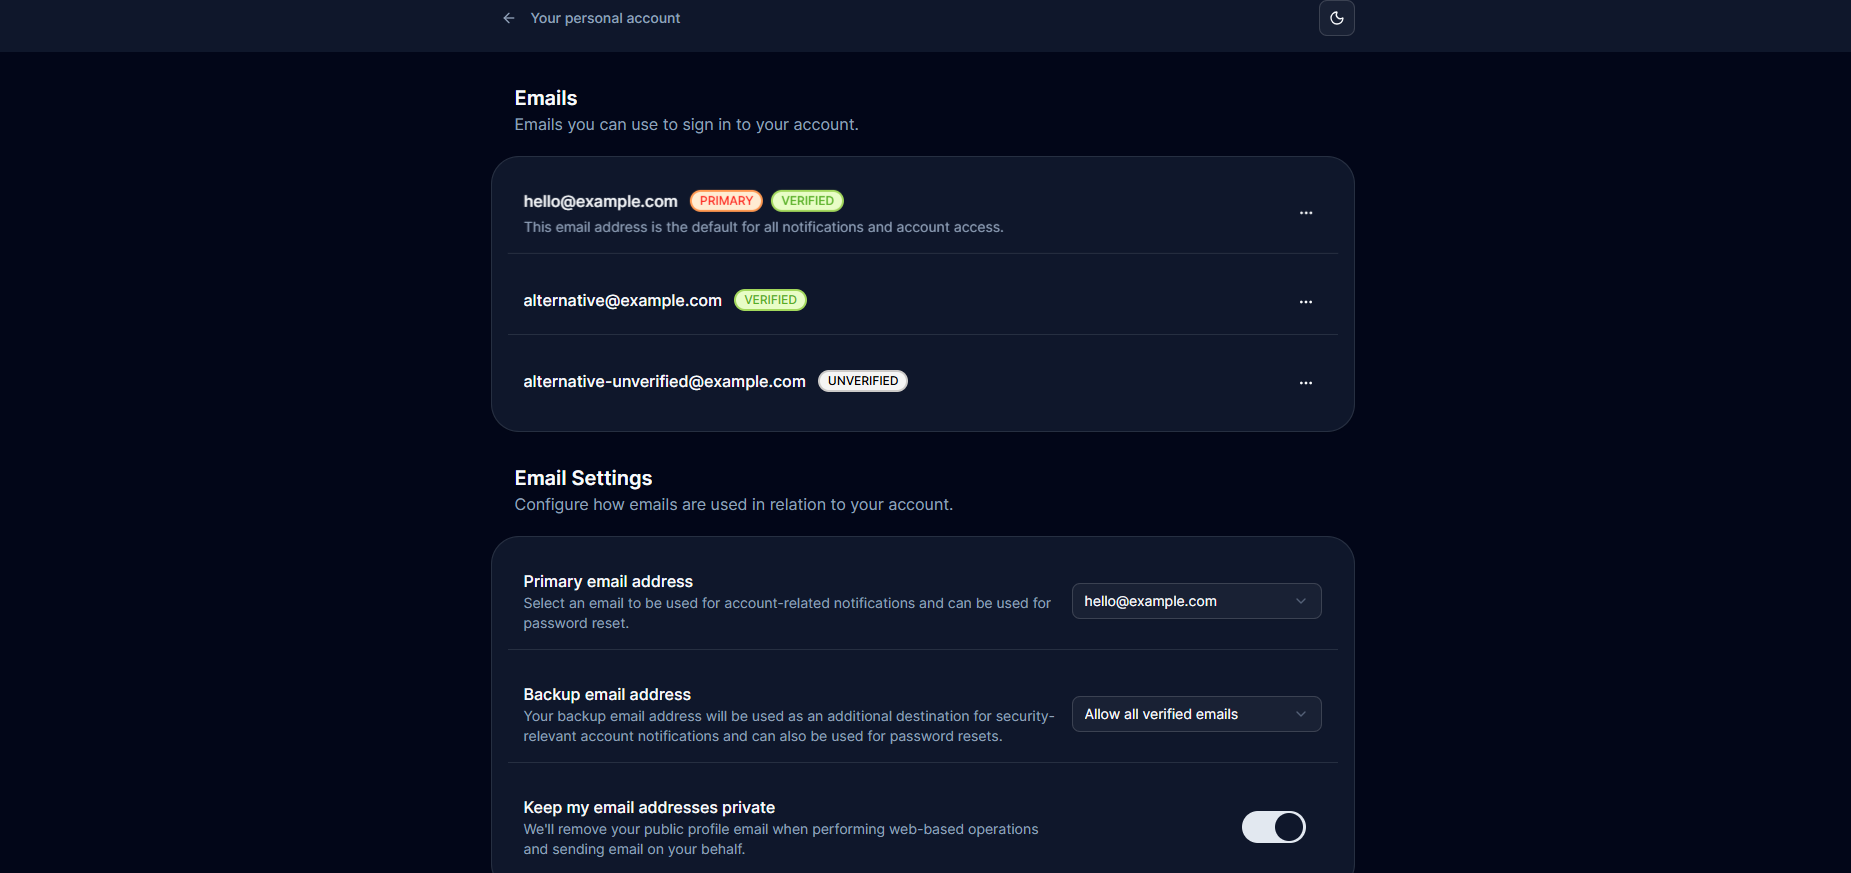 Your personal account
Emails
Emails you can use to sign in to your account.
hello@example.com PRIMARY VERIFIED
This email address is the default for all notifications and account access.
alternative@example.com VERIFIED
alternative-unverified@example.com UNVERIFIED
Email Settings
Configure how emails are used in relation to your account.
Primary email address
Select an email to be used for account-related notifications and can be used for
password reset.
hello@example.com
Backup email address
Your backup email address will be used as an additional destination for security-
relevant account notifications and can also be used for password resets.
Allow all verified emails
Keep my email addresses private
We'll remove your public profile email when performing web-based operations
and sending email on your behalf.